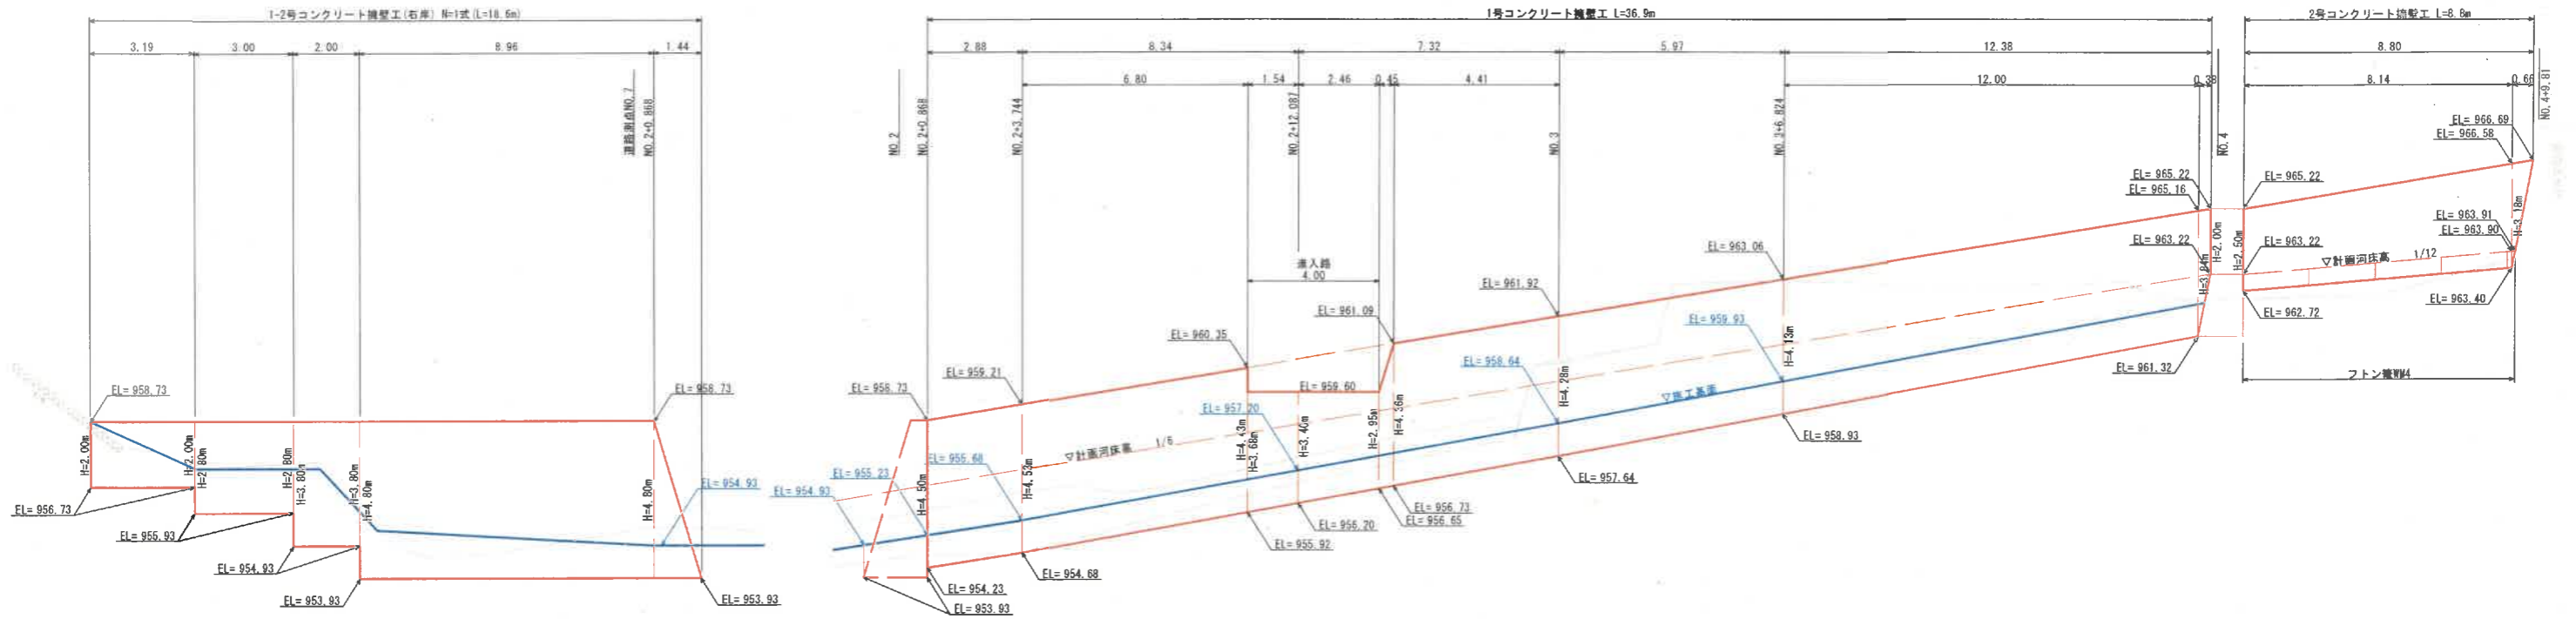 1-2号コンクリート擁壁工(右岸) N=1式(L=18.6m)
3.19 3.00 2.00 8.96 1.44
道路測点NO.7
NO.2+0.868
EL=958.73
EL=958.73
H=2.00m
H=2.00m
H=2.80m
H=2.80m
H=3.80m
H=3.80m
H=4.80m
H=4.80m
EL=954.93
EL=956.73
EL=955.93
EL=954.93
EL=953.93
EL=953.93
1号コンクリート擁壁工 L=36.9m
2.88 8.34 7.32 5.97 12.38
6.80 1.54 2.46 0.45 4.41 12.00 0.38
NO.2
NO.2+0.868
NO.2+3.744
NO.2+12.087
NO.3
NO.3+6.824
NO.4
進入路
4.00
EL=958.73
EL=959.21
EL=960.35
EL=961.09
EL=961.92
EL=963.06
EL=965.22
EL=965.16
EL=963.22
EL=959.60
EL=957.20
EL=958.64
EL=959.93
EL=955.23
EL=955.68
EL=954.93
▽計画河床高 1/6
▽施工基面
H=4.50m
H=4.53m
H=4.43m
H=3.68m
H=3.40m
H=2.95m
H=4.36m
H=4.28m
H=4.13m
H=3.84m
H=2.00m
EL=961.32
EL=958.93
EL=957.64
EL=956.73
EL=956.65
EL=956.20
EL=955.92
EL=954.68
EL=954.23
EL=953.93
2号コンクリート擁壁工 L=8.8m
8.80
8.14 0.66
NO.4+9.81
EL=966.69
EL=966.58
EL=965.22
EL=963.91
EL=963.90
EL=963.22
H=2.50m
H=3.18m
▽計画河床高 1/12
EL=963.40
EL=962.72
フトン篭WM4